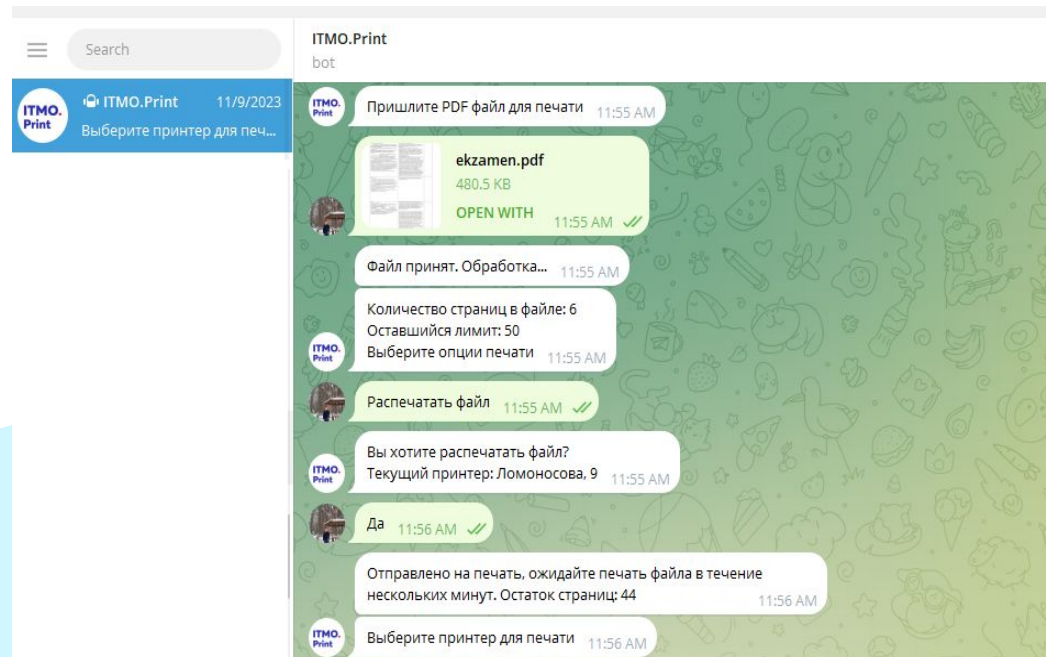 Search
ITMO.Print 11/9/2023
Выберите принтер для печ...
ITMO.
Print
ITMO.Print
bot
ITMO.
Print
Пришлите PDF файл для печати 11:55 AM
ekzamen.pdf
480.5 KB
OPEN WITH 11:55 AM
Файл принят. Обработка... 11:55 AM
Количество страниц в файле: 6
Оставшийся лимит: 50
Выберите опции печати 11:55 AM
ITMO.
Print
Распечатать файл 11:55 AM
Вы хотите распечатать файл?
Текущий принтер: Ломоносова, 9 11:55 AM
ITMO.
Print
Да 11:56 AM
Отправлено на печать, ожидайте печать файла в течение
нескольких минут. Остаток страниц: 44 11:56 AM
ITMO.
Print
Выберите принтер для печати 11:56 AM